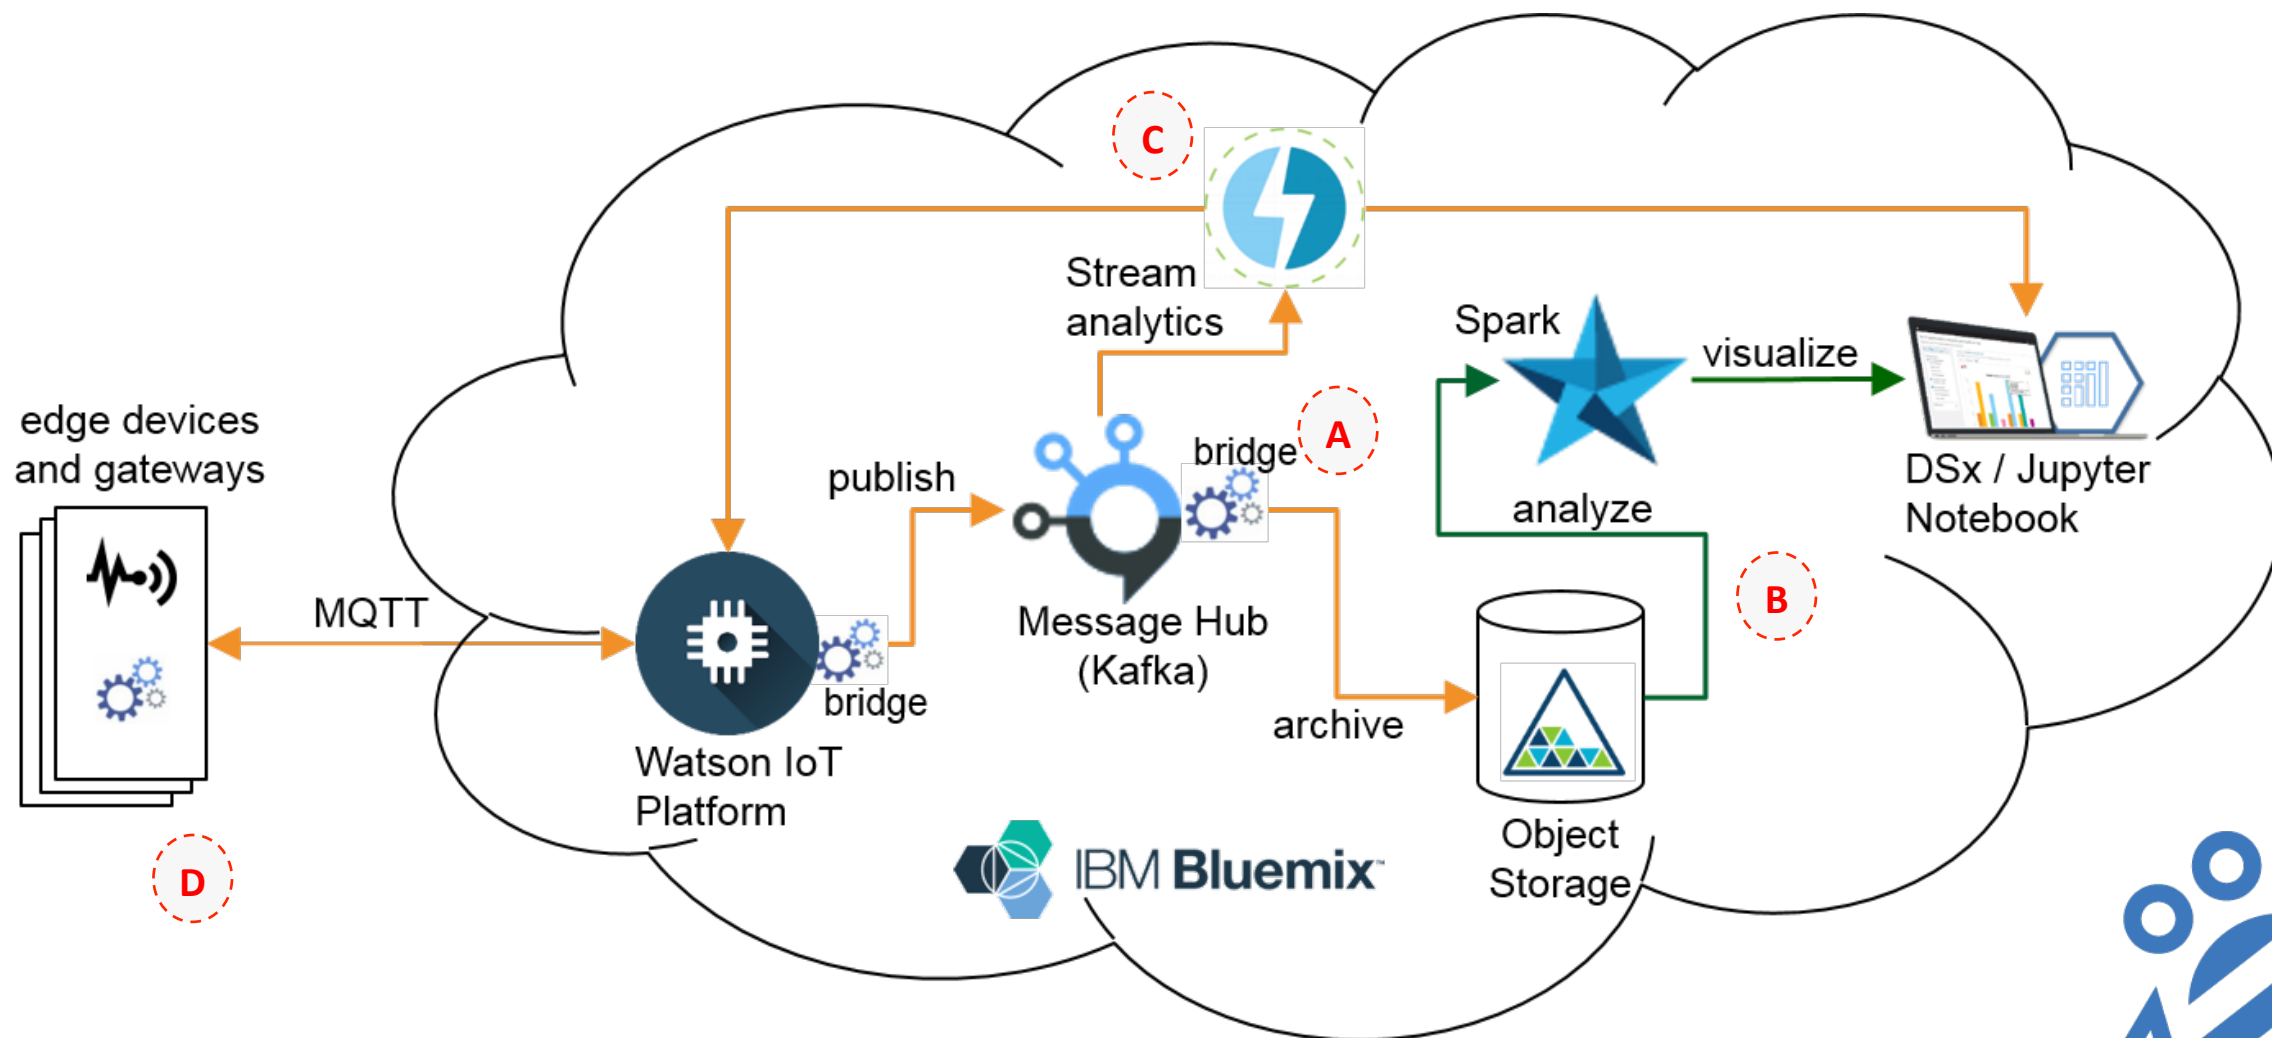 C
Stream
analytics
Spark
visualize
edge devices
and gateways
A
bridge
publish
DSx / Jupyter
Notebook
analyze
MQTT
B
Message Hub
(Kafka)
bridge
archive
Watson IoT
Platform
Object
Storage
IBM Bluemix™
D